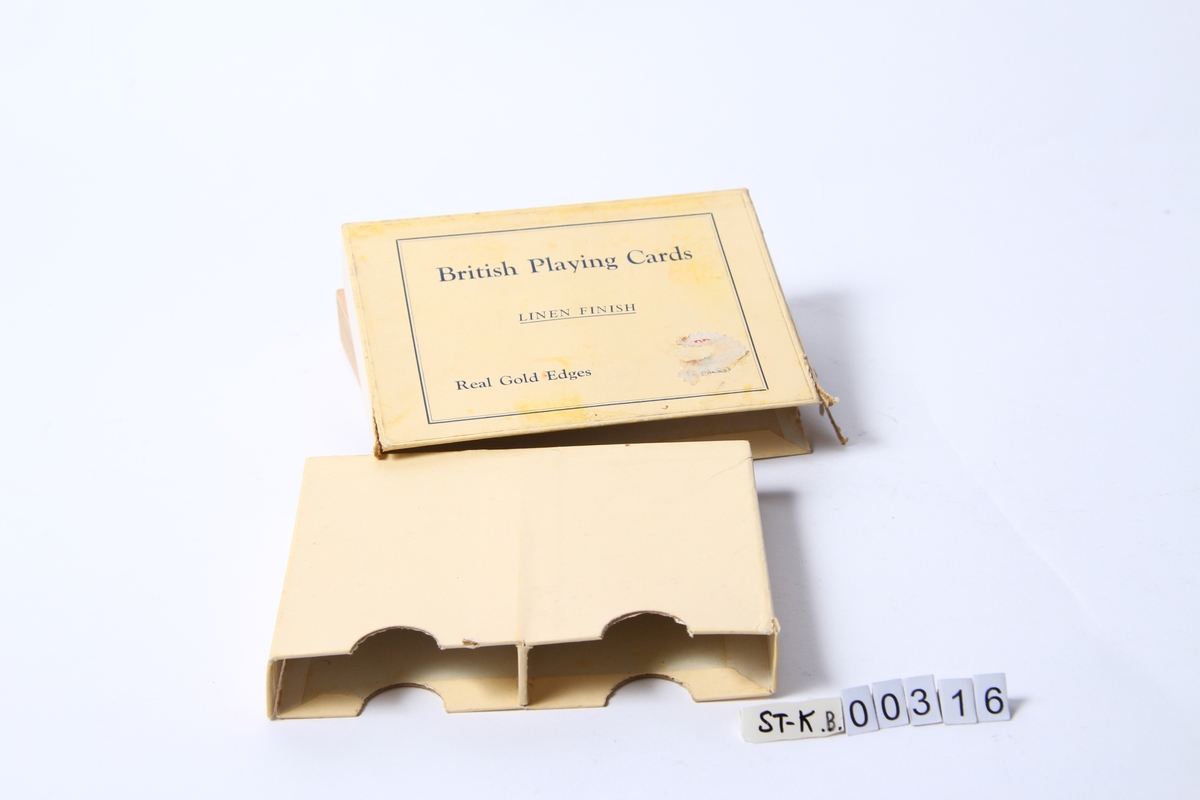 British Playing Cards
LINEN FINISH
Real Gold Edges
ST-K.B.00316